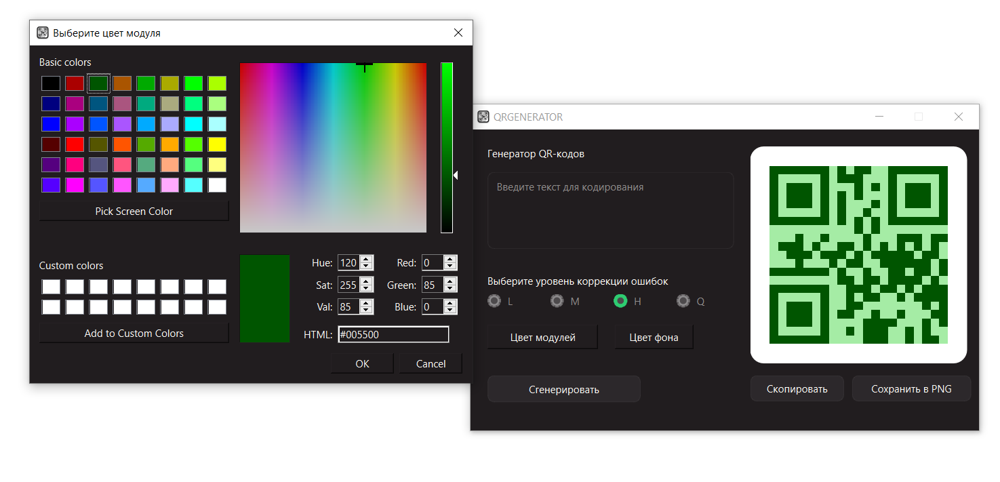 Выберите цвет модуля
Basic colors
Pick Screen Color
Custom colors
Add to Custom Colors
Hue: 120 Red: 0
Sat: 255 Green: 85
Val: 85 Blue: 0
HTML: #005500
OK Cancel
QRGENERATOR
Генератор QR-кодов
Введите текст для кодирования
Выберите уровень коррекции ошибок
L M H Q
Цвет модулей Цвет фона
Сгенерировать
Скопировать Сохранить в PNG